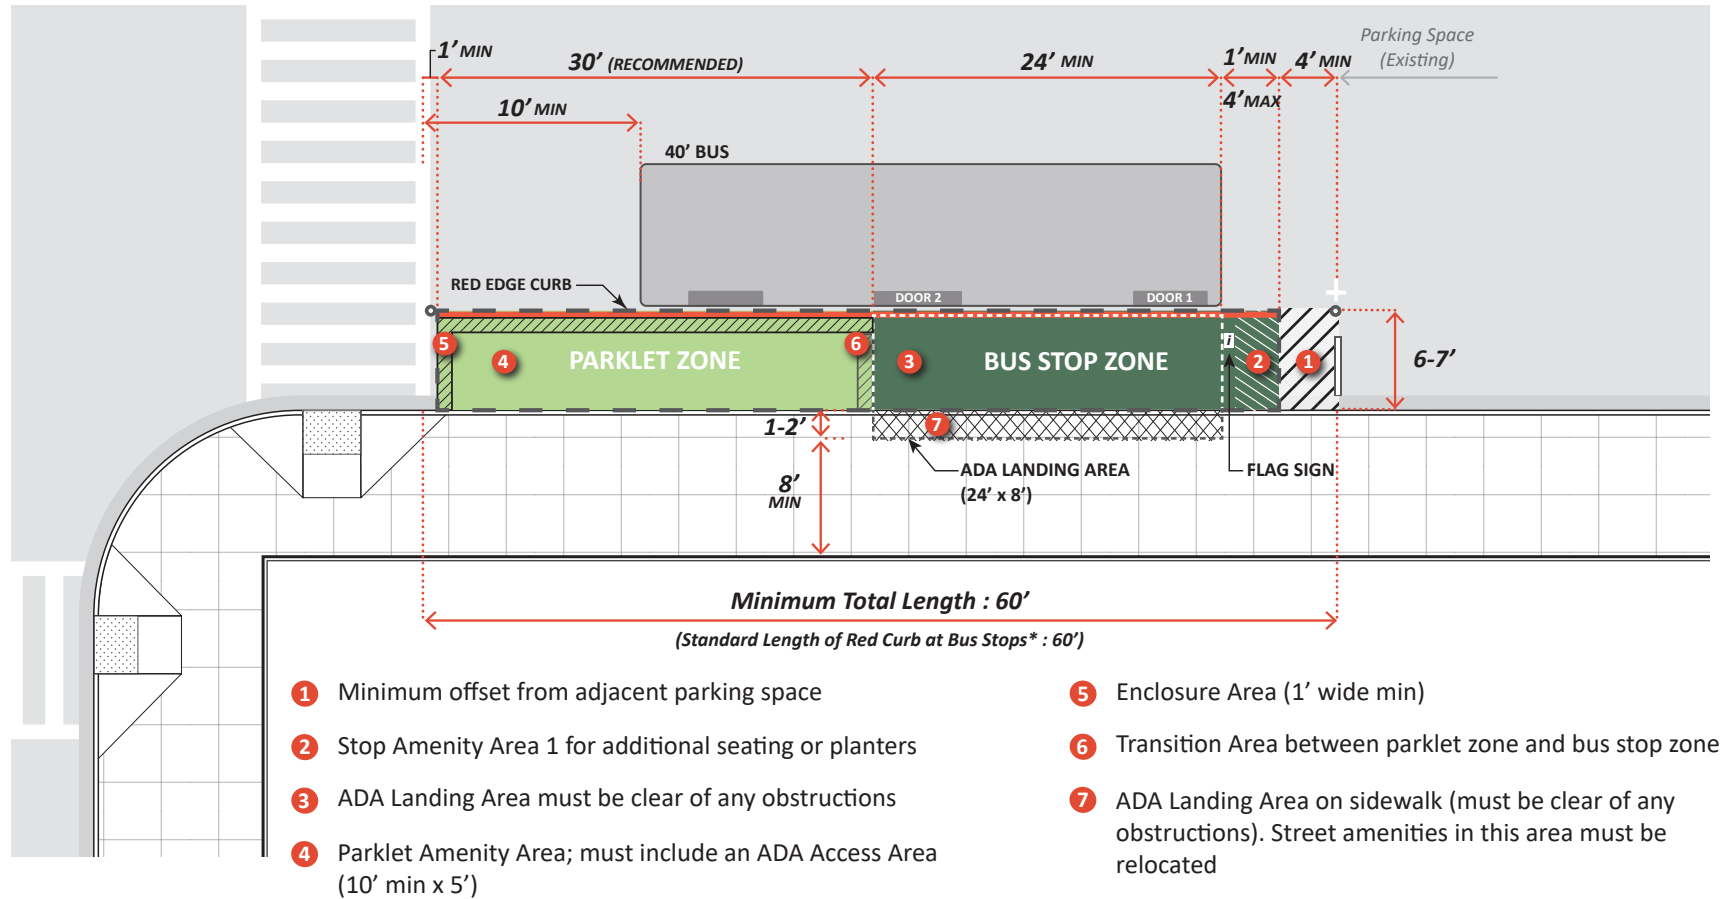 Parking Space
(Existing)
1’ MIN
30’ (RECOMMENDED)
24’ MIN
1’ MIN
4’ MIN
4’ MAX
10’ MIN
40’ BUS
RED EDGE CURB
DOOR 2
DOOR 1
5
4
PARKLET ZONE
6
3
BUS STOP ZONE
i
2
1
6-7’
1-2’
7
ADA LANDING AREA
(24’ x 8’)
FLAG SIGN
8’
MIN
Minimum Total Length : 60’
(Standard Length of Red Curb at Bus Stops* : 60’)
1 Minimum offset from adjacent parking space
2 Stop Amenity Area 1 for additional seating or planters
3 ADA Landing Area must be clear of any obstructions
4 Parklet Amenity Area; must include an ADA Access Area
(10’ min x 5’)
5 Enclosure Area (1’ wide min)
6 Transition Area between parklet zone and bus stop zone
7 ADA Landing Area on sidewalk (must be clear of any
obstructions). Street amenities in this area must be
relocated